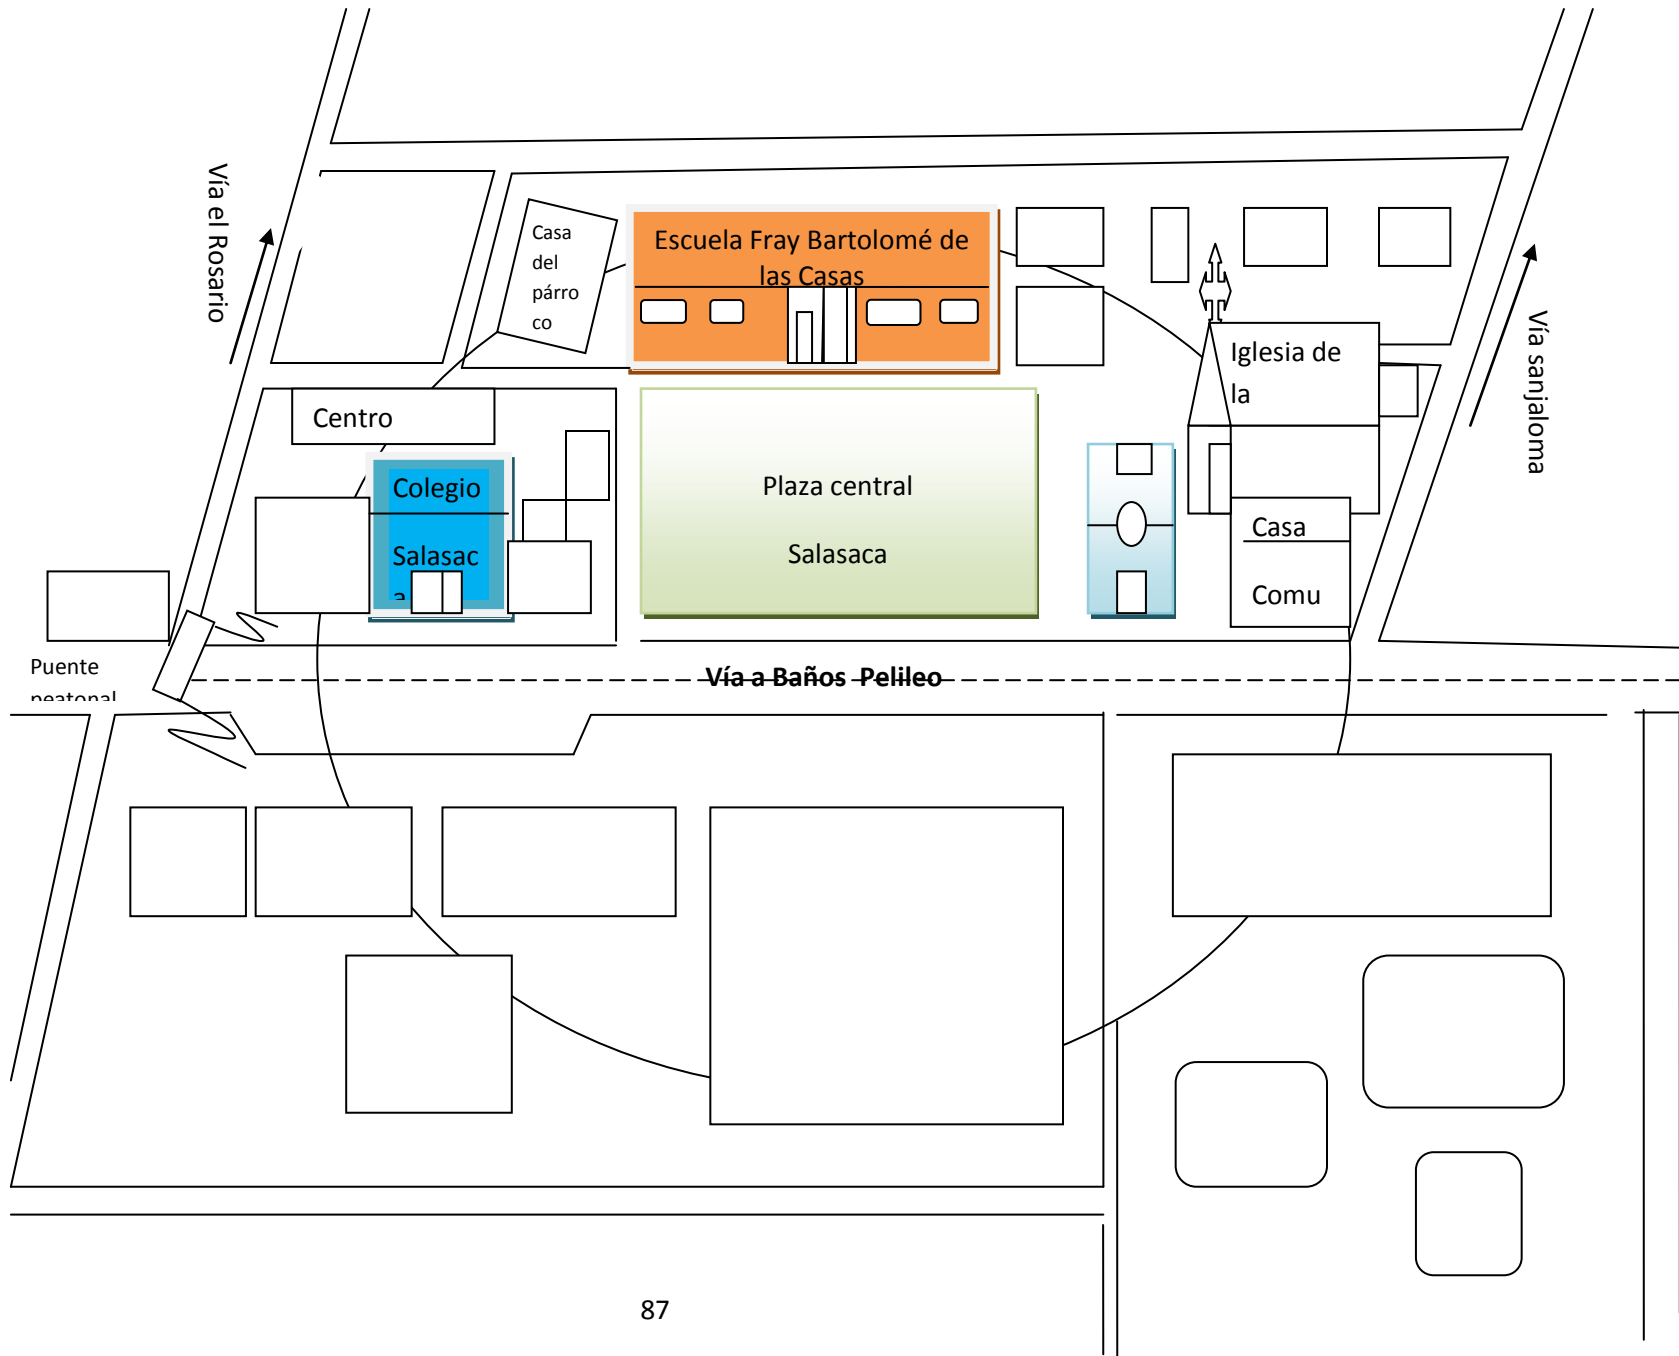 Vía el Rosario
Casa
del
párro
co
Escuela Fray Bartolomé de
las Casas
Iglesia de
la
Vía sanjaloma
Centro
Colegio
Salasac
a
Plaza central
Salasaca
Casa
Comu
Puente
peatonal
Vía a Baños Pelileo
87